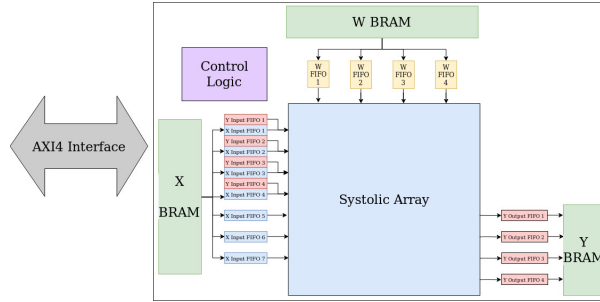 W BRAM
Control
Logic
W
FIFO
1
W
FIFO
2
W
FIFO
3
W
FIFO
4
AXI4 Interface
X
BRAM
Y Input FIFO 1
X Input FIFO 1
Y Input FIFO 2
X Input FIFO 2
Y Input FIFO 3
X Input FIFO 3
Y Input FIFO 4
X Input FIFO 4
X Input FIFO 5
X Input FIFO 6
X Input FIFO 7
Systolic Array
Y Output FIFO 1
Y Output FIFO 2
Y Output FIFO 3
Y Output FIFO 4
Y
BRAM